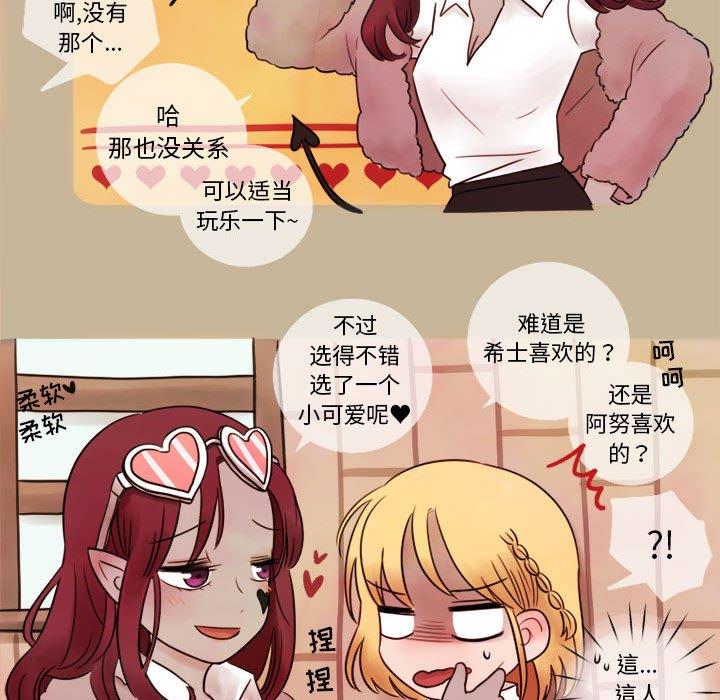 啊,没有
那个...
哈
那也没关系
可以适当
玩乐一下~
不过
选得不错
选了一个
小可爱呢♥
难道是
希士喜欢的？
呵
呵
还是
阿努喜欢
的？
柔软♥
柔软
?!
捏
捏
這...
這人